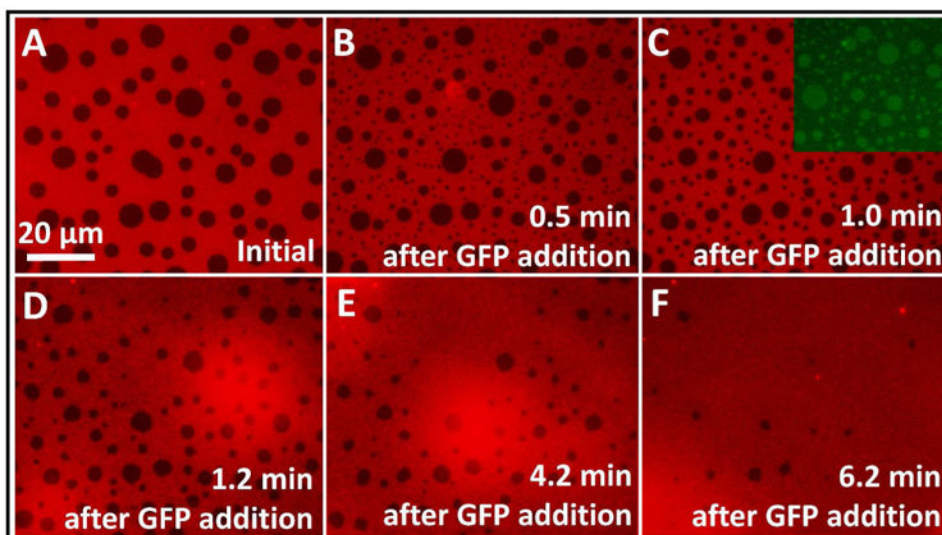 A
B
C
20 μm
Initial
0.5 min
after GFP addition
1.0 min
after GFP addition
D
E
F
1.2 min
after GFP addition
4.2 min
after GFP addition
6.2 min
after GFP addition